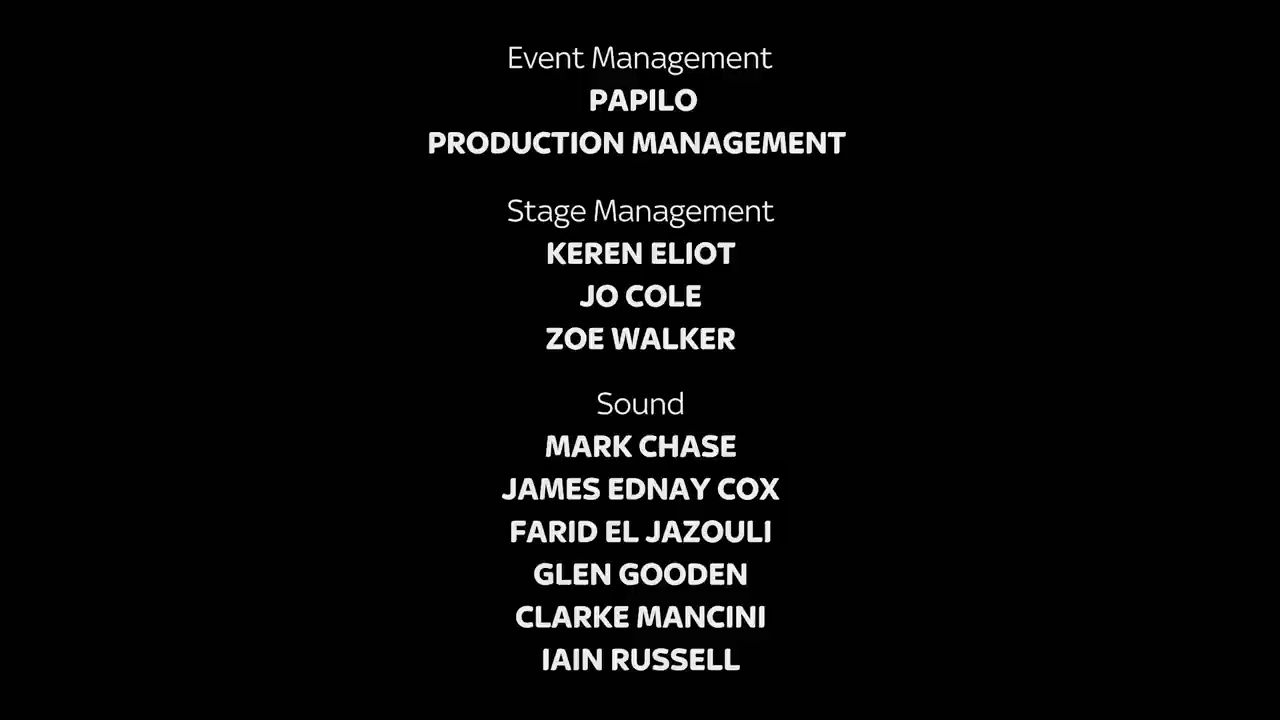 Event Management
PAPILO
PRODUCTION MANAGEMENT
Stage Management
KEREN ELIOT
JO COLE
ZOE WALKER
Sound
MARK CHASE
JAMES EDNAY COX
FARID EL JAZOULI
GLEN GOODEN
CLARKE MANCINI
IAIN RUSSELL